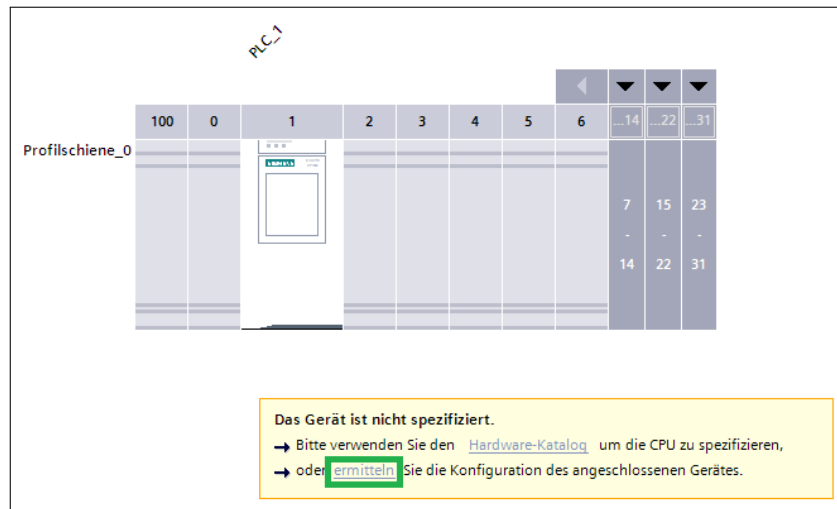 PLC_1
100 0 1 2 3 4 5 6 ...14 ...22 ...31
Profilschiene_0
SIEMENS
7 15 23
- - -
14 22 31
Das Gerät ist nicht spezifiziert.
→ Bitte verwenden Sie den Hardware-Katalog um die CPU zu spezifizieren,
→ oder ermitteln Sie die Konfiguration des angeschlossenen Gerätes.